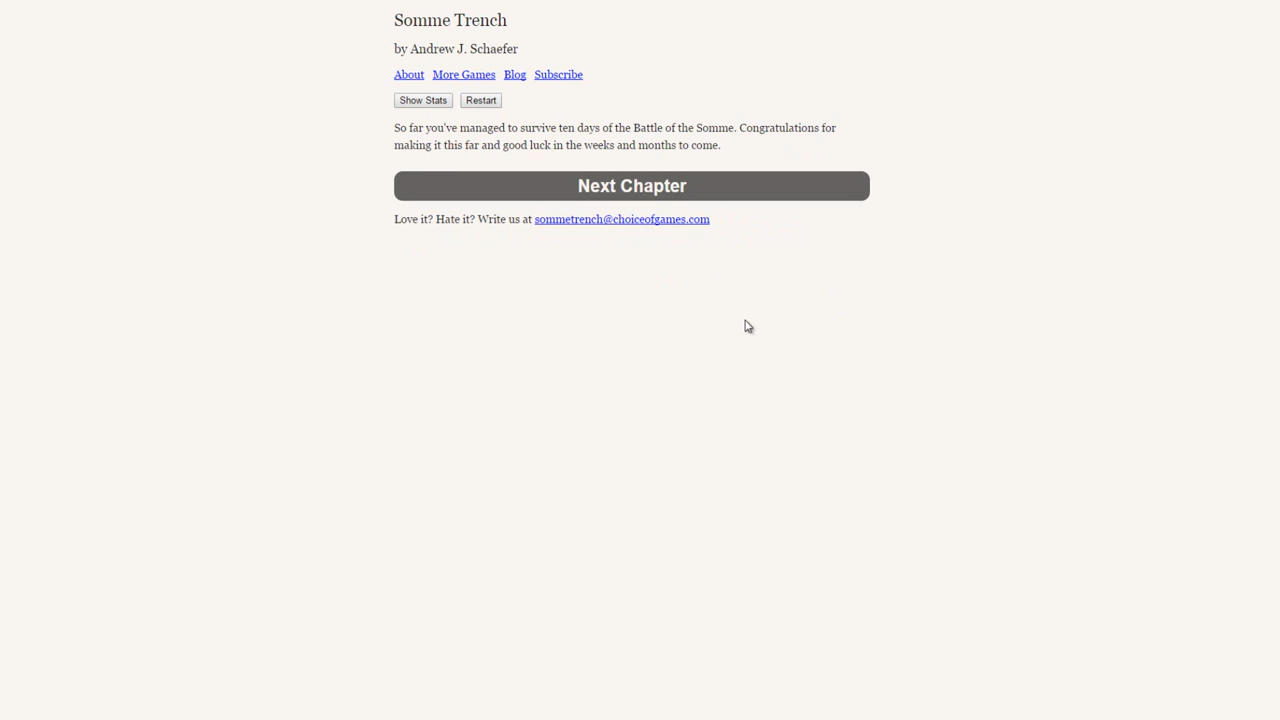 Somme Trench
by Andrew J. Schaefer
About More Games Blog Subscribe
Show Stats Restart
So far you've managed to survive ten days of the Battle of the Somme. Congratulations for
making it this far and good luck in the weeks and months to come.
Next Chapter
Love it? Hate it? Write us at sommetrench@choiceofgames.com